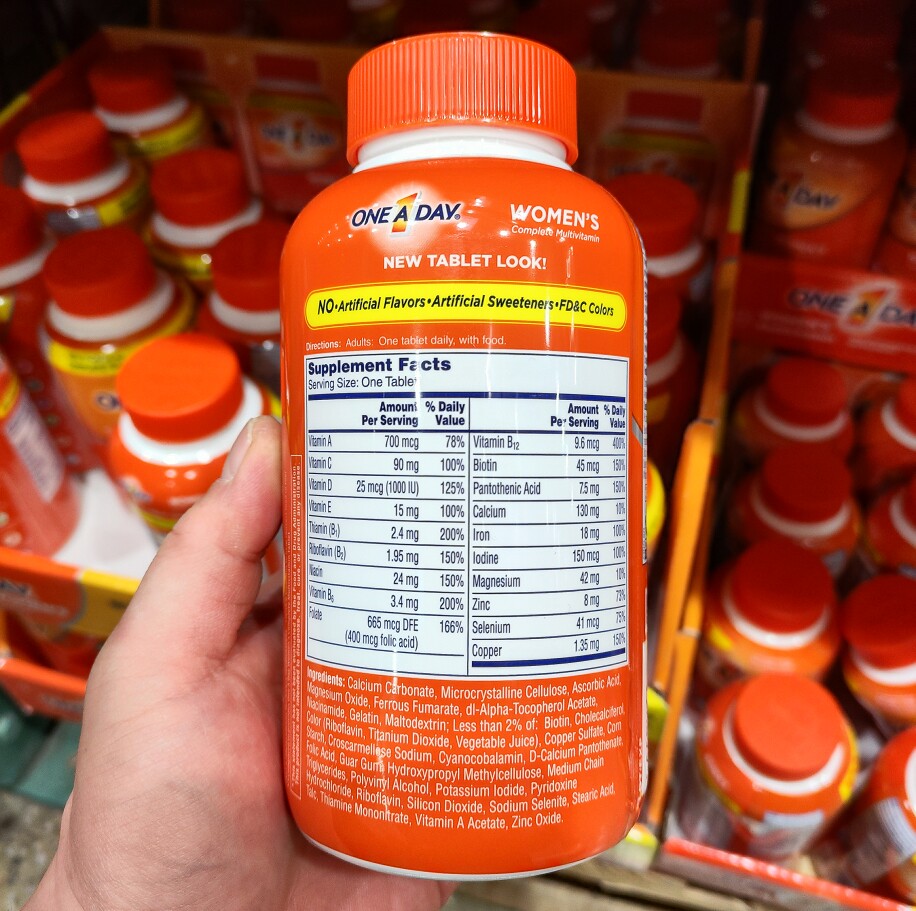 ONE A DAY®
WOMEN'S
Complete Multivitamin
NEW TABLET LOOK!
NO•Artificial Flavors•Artificial Sweeteners•FD&C Colors
Directions: Adults: One tablet daily, with food.
Supplement Facts
Serving Size: One Tablet
Amount Per Serving % Daily Value
Vitamin A 700 mcg 78%
Vitamin C 90 mg 100%
Vitamin D 25 mcg (1000 IU) 125%
Vitamin E 15 mg 100%
Thiamin (B₁) 2.4 mg 200%
Riboflavin (B₂) 1.95 mg 150%
Niacin 24 mg 150%
Vitamin B₆ 3.4 mg 200%
Folate 665 mcg DFE 166%
(400 mcg folic acid)
Amount Per Serving % Daily Value
Vitamin B₁₂ 9.6 mcg 400%
Biotin 45 mcg 150%
Pantothenic Acid 7.5 mg 150%
Calcium 130 mg 10%
Iron 18 mg 100%
Iodine 150 mcg 100%
Magnesium 42 mg 10%
Zinc 8 mg 73%
Selenium 41 mcg 75%
Copper 1.35 mg 150%
Ingredients: Calcium Carbonate, Microcrystalline Cellulose, Ascorbic Acid,
Magnesium Oxide, Ferrous Fumarate, dl-Alpha-Tocopherol Acetate,
Niacinamide, Gelatin, Maltodextrin; Less than 2% of: Biotin, Cholecalciferol,
Color (Riboflavin, Titanium Dioxide, Vegetable Juice), Copper Sulfate, Corn
Starch, Croscarmellose Sodium, Cyanocobalamin, D-Calcium Pantothenate,
Folic Acid, Guar Gum, Hydroxypropyl Methylcellulose, Medium Chain
Triglycerides, Polyvinyl Alcohol, Potassium Iodide, Pyridoxine
Hydrochloride, Riboflavin, Silicon Dioxide, Sodium Selenite, Stearic Acid,
Talc, Thiamine Mononitrate, Vitamin A Acetate, Zinc Oxide.
ONE A DAY